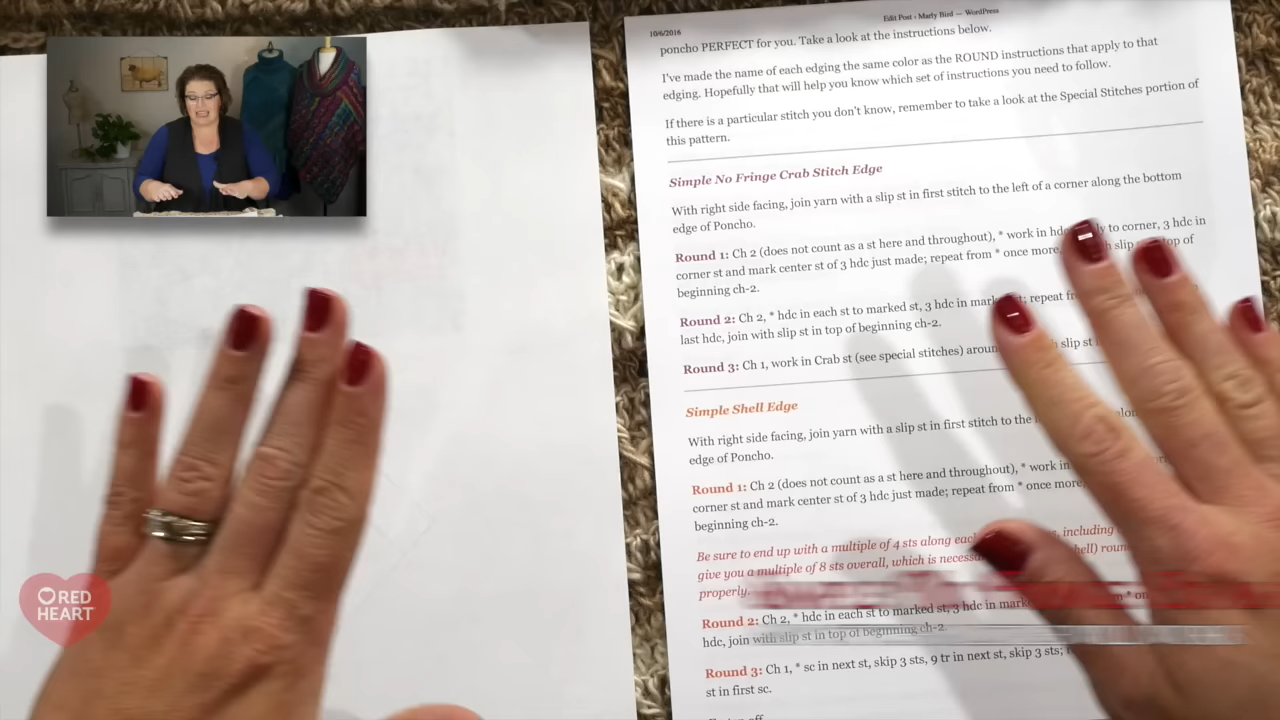 10/6/2016
Edit Post ‹ Marly Bird — WordPress
poncho PERFECT for you. Take a look at the instructions below.
I've made the name of each edging the same color as the ROUND instructions that apply to that
edging. Hopefully that will help you know which set of instructions you need to follow.
If there is a particular stitch you don't know, remember to take a look at the Special Stitches portion of
this pattern.
Simple No Fringe Crab Stitch Edge
With right side facing, join yarn with a slip st in first stitch to the left of a corner along the bottom
edge of Poncho.
Round 1: Ch 2 (does not count as a st here and throughout), * work in hdc to corner, 3 hdc in
corner st and mark center st of 3 hdc just made; repeat from * once more, slip top of
beginning ch-2.
Round 2: Ch 2, * hdc in each st to marked st, 3 hdc in repeat
last hdc, join with slip st in top of beginning ch-2.
Round 3: Ch 1, work in Crab st (see special stitches) slip st
Simple Shell Edge
With right side facing, join yarn with a slip st in first stitch to the
edge of Poncho.
Round 1: Ch 2 (does not count as a st here and throughout), * work in
corner st and mark center st of 3 hdc just made; repeat from * once more,
beginning ch-2.
Be sure to end up with a multiple of 4 sts along including
give you a multiple of 8 sts overall, which is
properly.
Round 2: Ch 2, * hdc in each st to marked st, 3 hdc in
hdc, join with slip st in top of beginning ch-2.
Round 3: Ch 1, * sc in next st, skip 3 sts, 9 tr in next st, skip 3 sts;
st in first sc.
RED
HEART